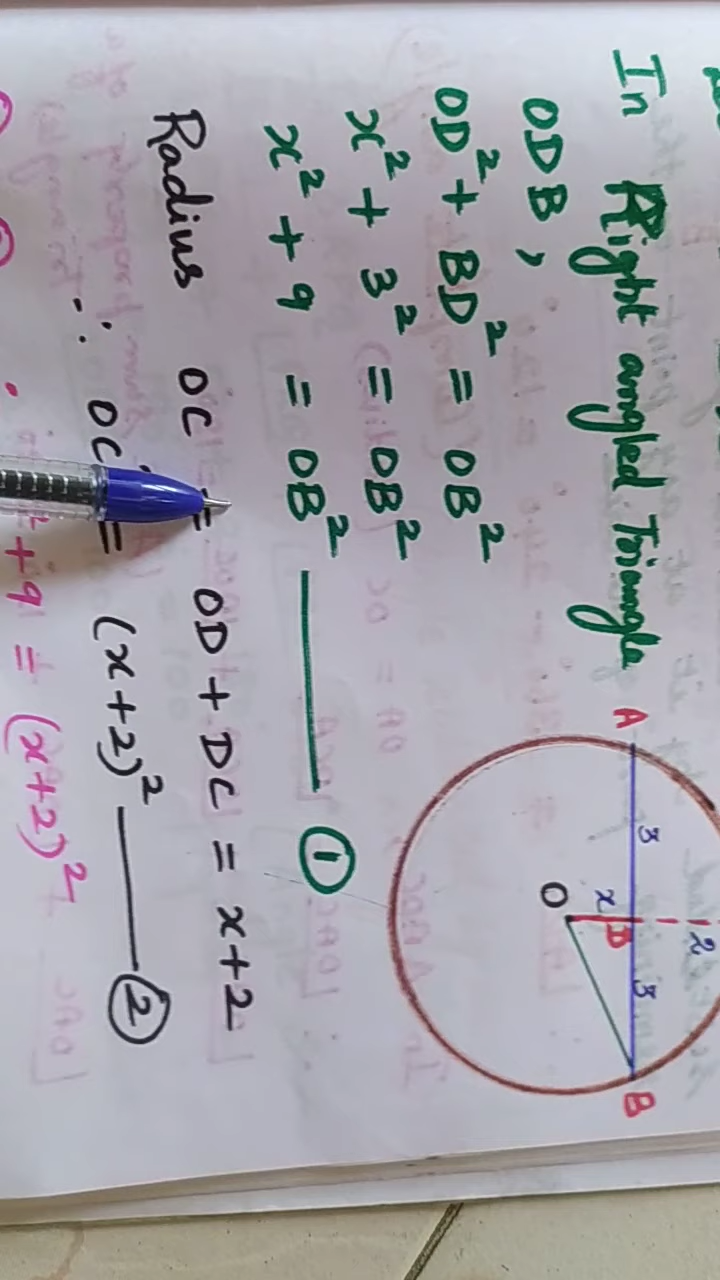 In Right angled Triangle
ODB,
OD² + BD² = OB²
x² + 3² = OB²
x² + 9 = OB² ——— ①
Radius OC = OD + DC = x+2
∴ OC = (x+2)² ——— ②
² + 9 = (x+2)²
A
3
x
D
2
3
O
B